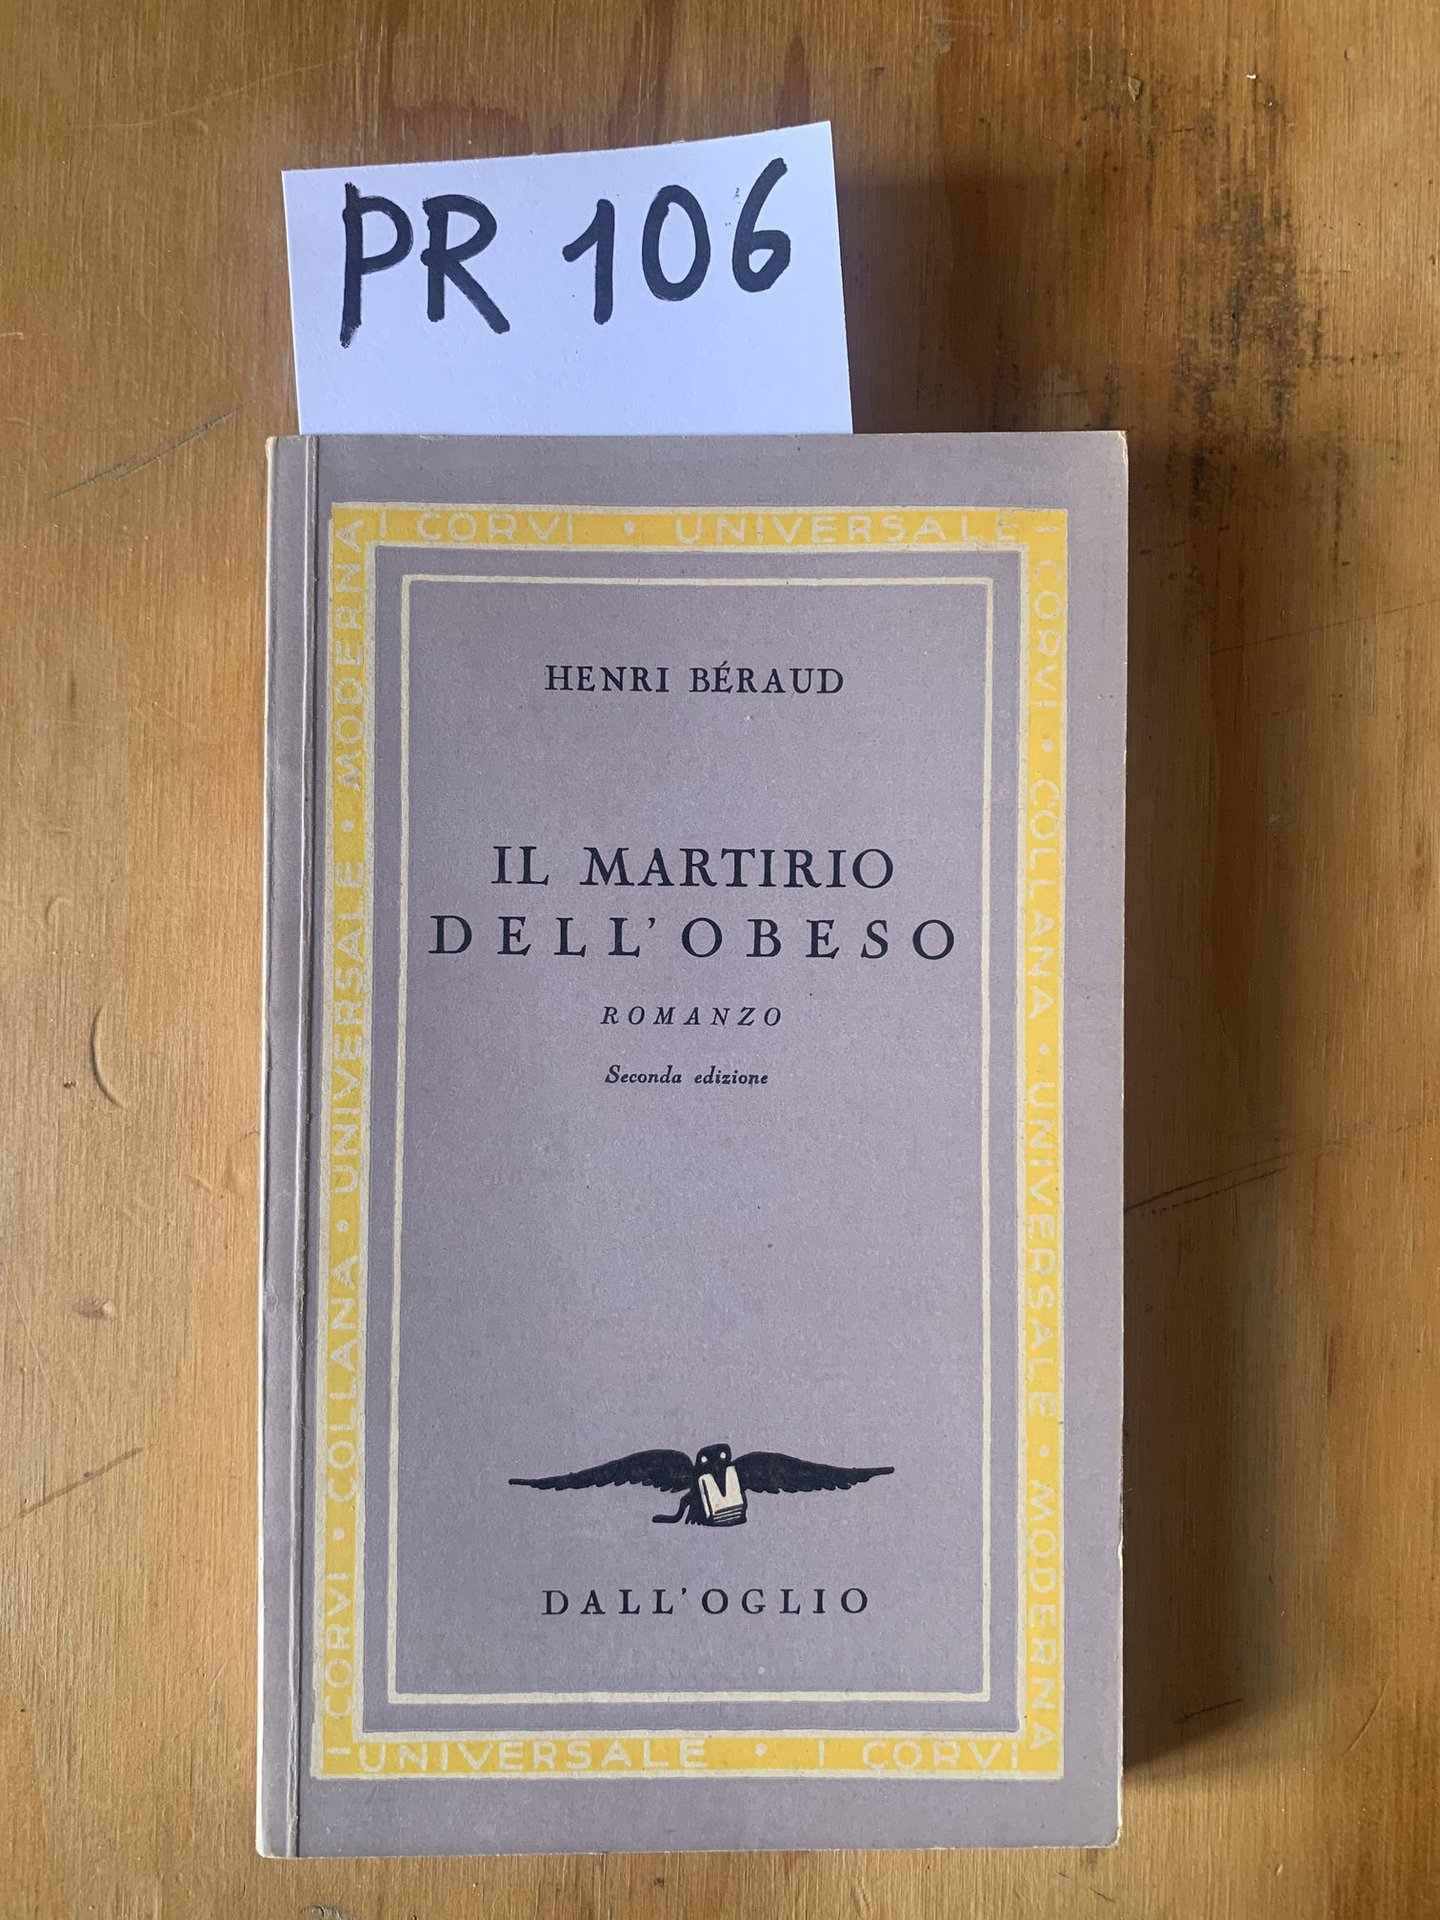 PR 106
I CORVI • UNIVERSALE
I CORVI • COLLANA • UNIVERSALE • MODERNA
I CORVI • COLLANA • UNIVERSALE • MODERNA
HENRI BÉRAUD
IL MARTIRIO
DELL'OBESO
ROMANZO
Seconda edizione
DALL'OGLIO
UNIVERSALE • I CORVI